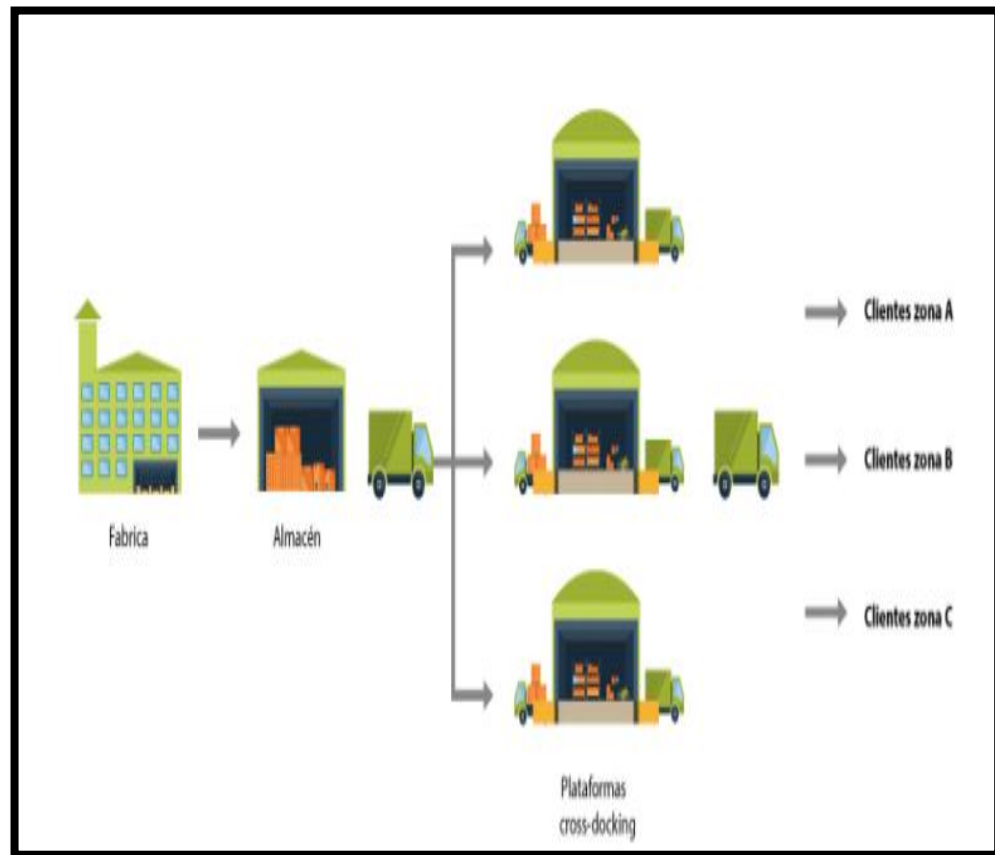 Fabrica
Almacén
Plataformas
cross-docking
Clientes zona A
Clientes zona B
Clientes zona C